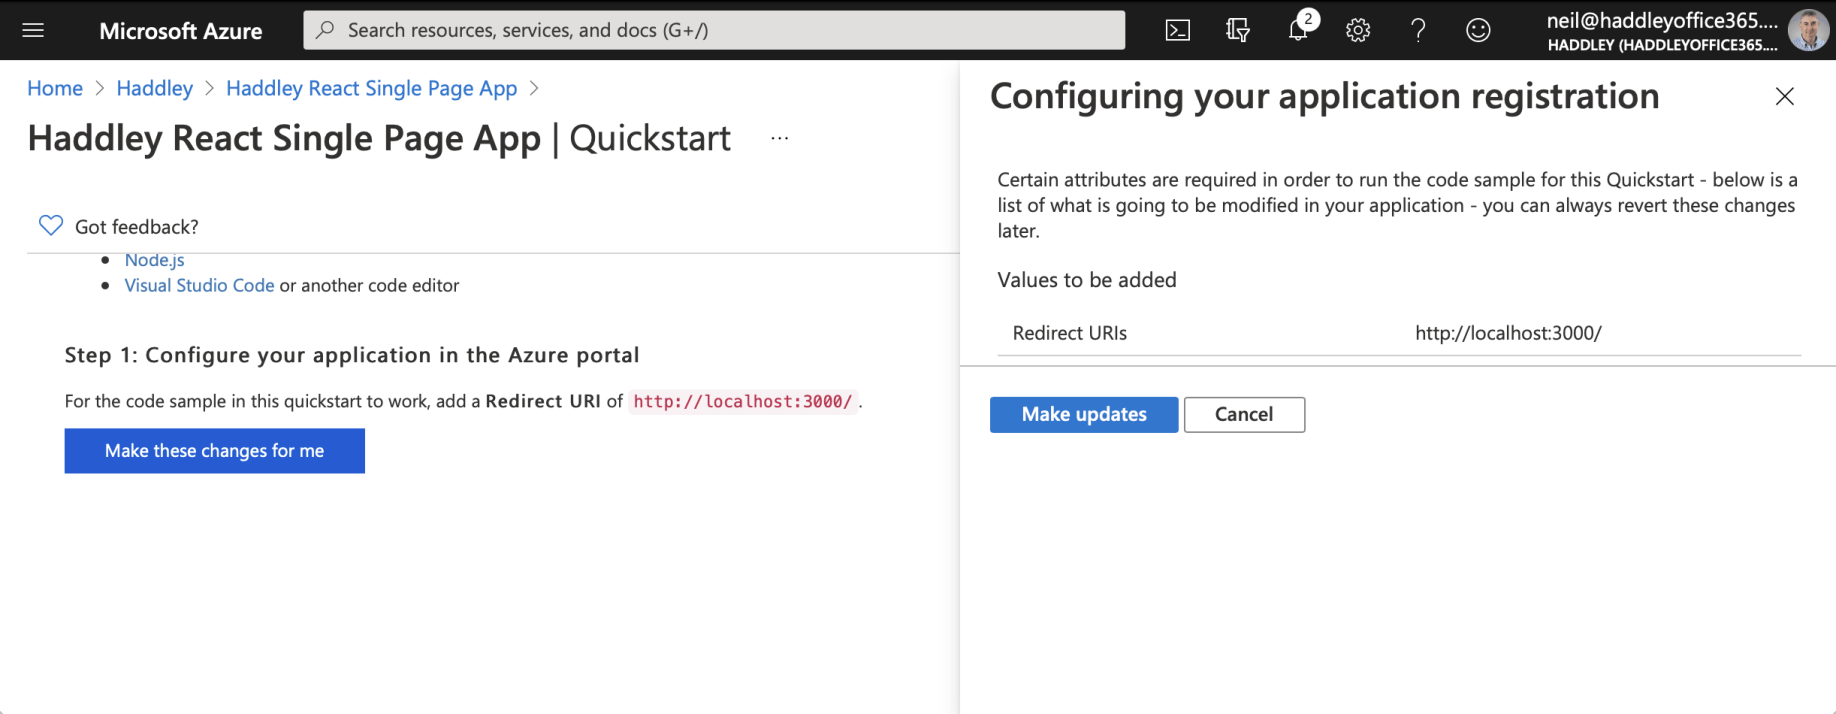 Microsoft Azure
Search resources, services, and docs (G+/)
2
neil@haddleyoffice365....
HADDLEY (HADDLEYOFFICE365....
Home > Haddley > Haddley React Single Page App >
Haddley React Single Page App | Quickstart ...
Got feedback?
• Node.js
• Visual Studio Code or another code editor
Step 1: Configure your application in the Azure portal
For the code sample in this quickstart to work, add a Redirect URI of http://localhost:3000/ .
Make these changes for me
Configuring your application registration
Certain attributes are required in order to run the code sample for this Quickstart - below is a
list of what is going to be modified in your application - you can always revert these changes
later.
Values to be added
Redirect URIs http://localhost:3000/
Make updates
Cancel